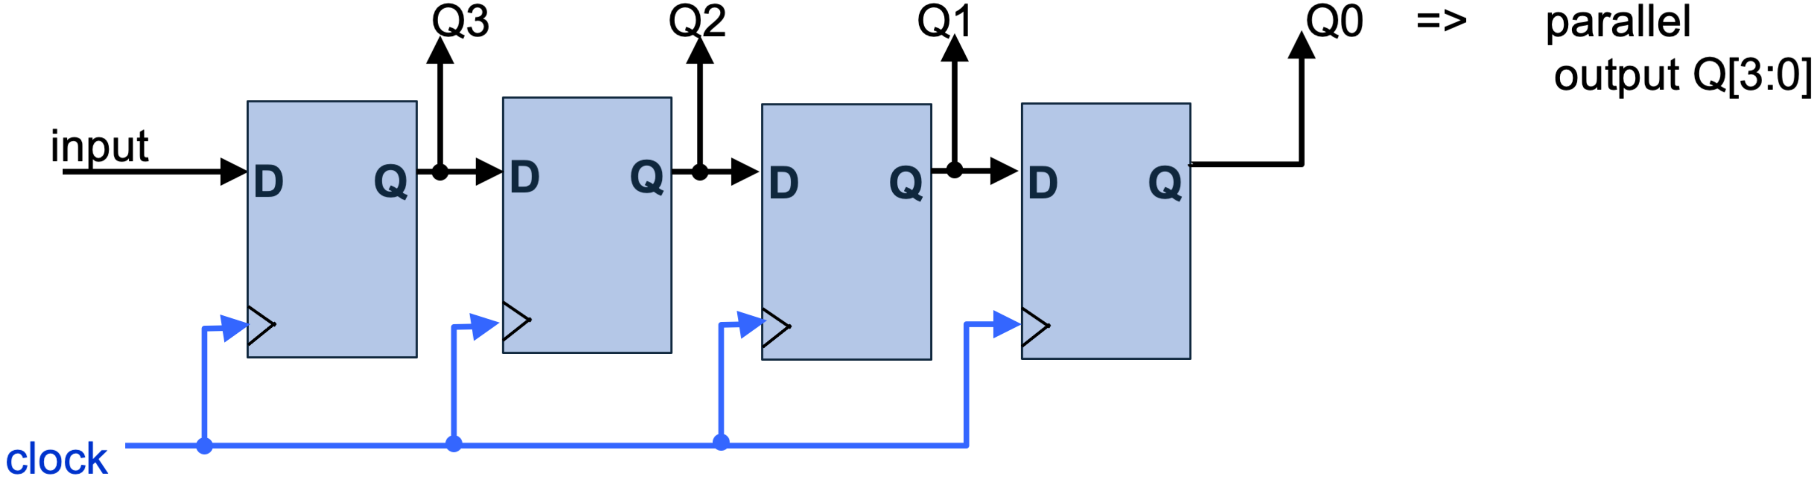 Q3 Q2 Q1 Q0 => parallel
output Q[3:0]
input
D Q D Q D Q D Q
clock